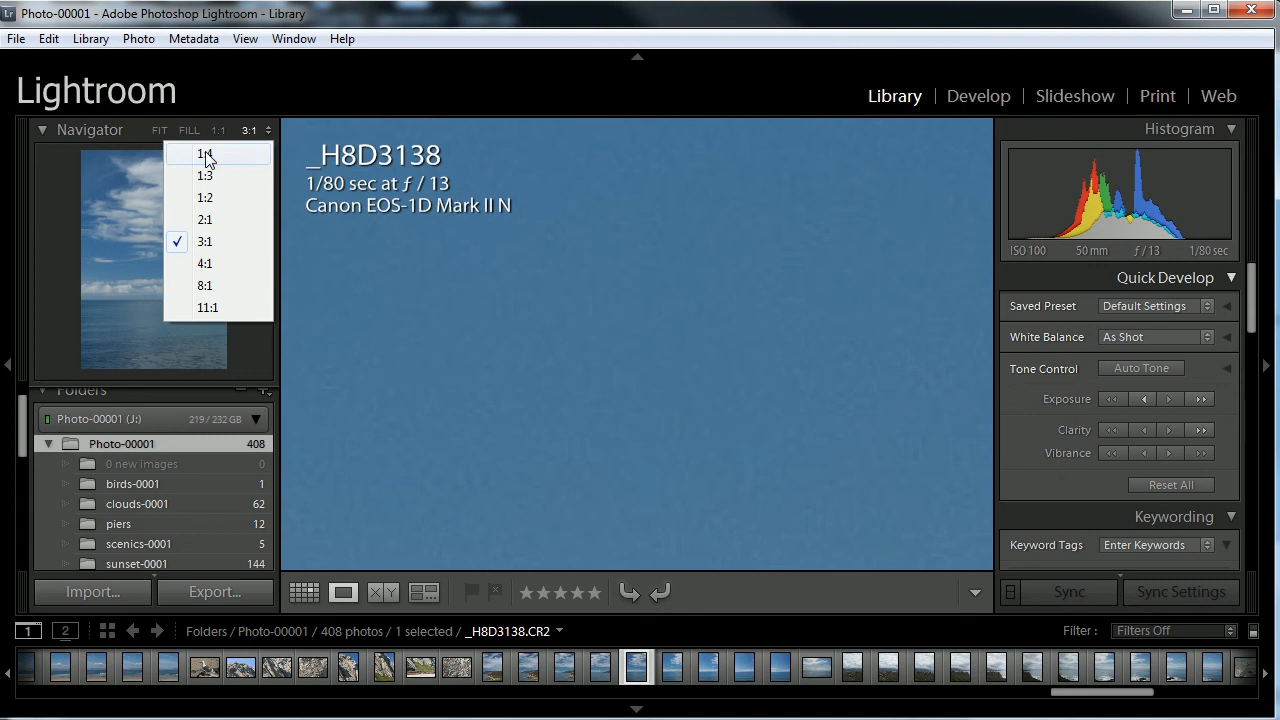 Photo-00001 - Adobe Photoshop Lightroom - Library
File Edit Library Photo Metadata View Window Help
Lightroom
Library | Develop | Slideshow | Print | Web
Navigator FIT FILL 1:1 3:1
1:4
1:3
1:2
2:1
3:1
4:1
8:1
11:1
_H8D3138
1/80 sec at ƒ / 13
Canon EOS-1D Mark II N
Histogram
ISO 100 50 mm ƒ / 13 1/80 sec
Quick Develop
Saved Preset Default Settings
White Balance As Shot
Tone Control Auto Tone
Exposure
Clarity
Vibrance
Reset All
Keywording
Keyword Tags Enter Keywords
Folders
Photo-00001 (J:) 219 / 232 GB
Photo-00001 408
0 new images 0
birds-0001 1
clouds-0001 62
piers 12
scenics-0001 5
sunset-0001 144
Import... Export...
XY
Sync Sync Settings
1 2 Folders / Photo-00001 / 408 photos / 1 selected / _H8D3138.CR2 Filter : Filters Off